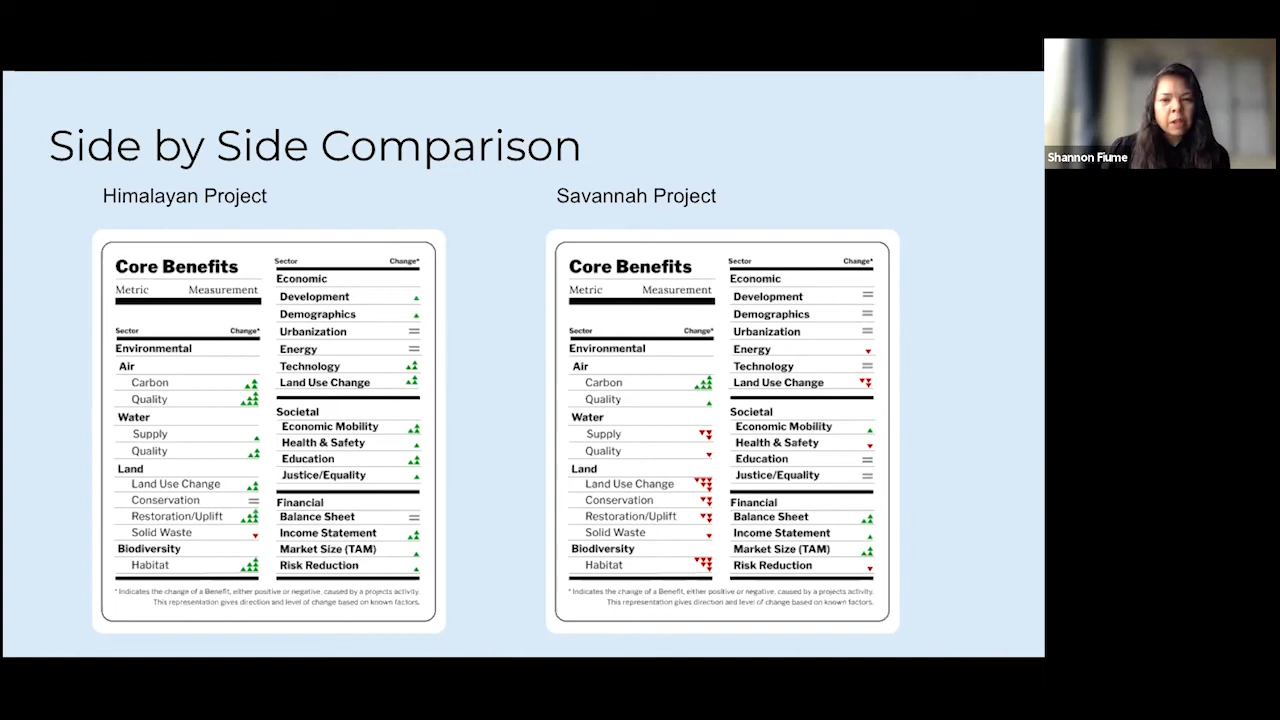 Side by Side Comparison
Himalayan Project
Core Benefits
Metric Measurement
Sector Change*
Environmental
Air
Carbon
Quality
Water
Supply
Quality
Land
Land Use Change
Conservation
Restoration/Uplift
Solid Waste
Biodiversity
Habitat
Sector Change*
Economic
Development
Demographics
Urbanization
Energy
Technology
Land Use Change
Societal
Economic Mobility
Health & Safety
Education
Justice/Equality
Financial
Balance Sheet
Income Statement
Market Size (TAM)
Risk Reduction
* Indicates the change of a Benefit, either positive or negative, caused by a projects activity.
This representation gives direction and level of change based on known factors.
Savannah Project
Core Benefits
Metric Measurement
Sector Change*
Environmental
Air
Carbon
Quality
Water
Supply
Quality
Land
Land Use Change
Conservation
Restoration/Uplift
Solid Waste
Biodiversity
Habitat
Sector Change*
Economic
Development
Demographics
Urbanization
Energy
Technology
Land Use Change
Societal
Economic Mobility
Health & Safety
Education
Justice/Equality
Financial
Balance Sheet
Income Statement
Market Size (TAM)
Risk Reduction
* Indicates the change of a Benefit, either positive or negative, caused by a projects activity.
This representation gives direction and level of change based on known factors.
Shannon Fiume